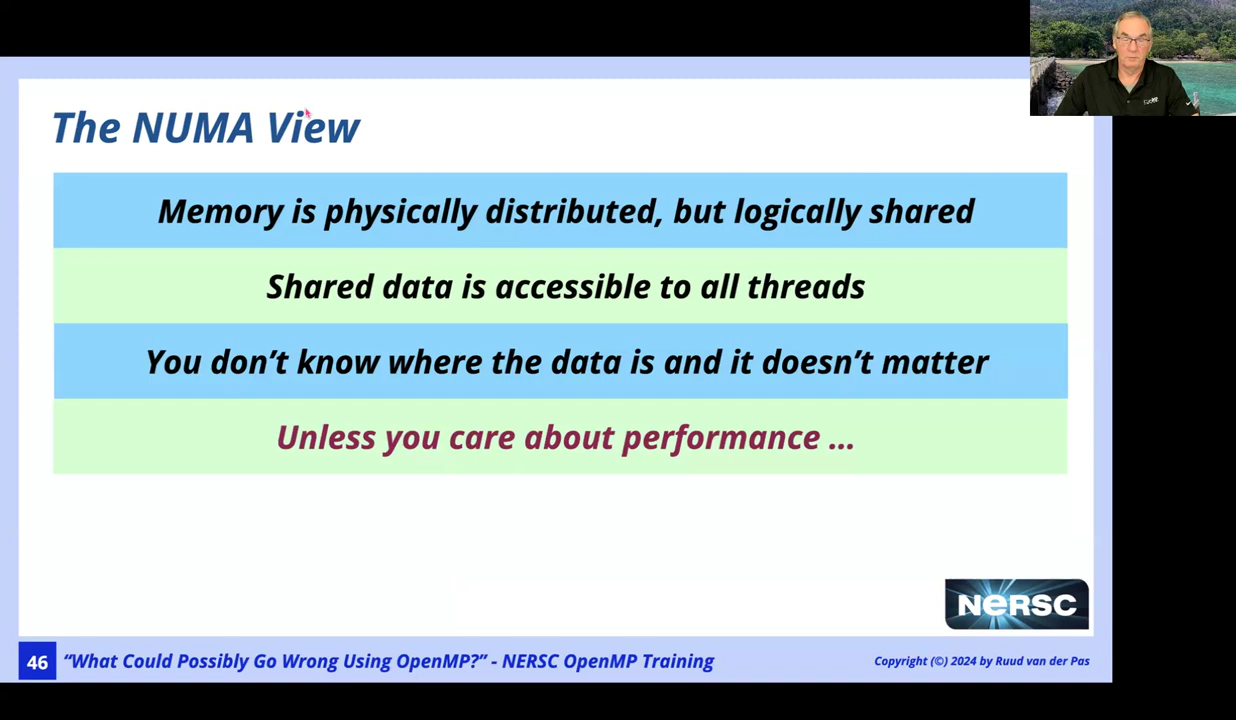 The NUMA View
Memory is physically distributed, but logically shared
Shared data is accessible to all threads
You don’t know where the data is and it doesn’t matter
Unless you care about performance ...
NeRSC
46 “What Could Possibly Go Wrong Using OpenMP?” - NERSC OpenMP Training
Copyright (©) 2024 by Ruud van der Pas